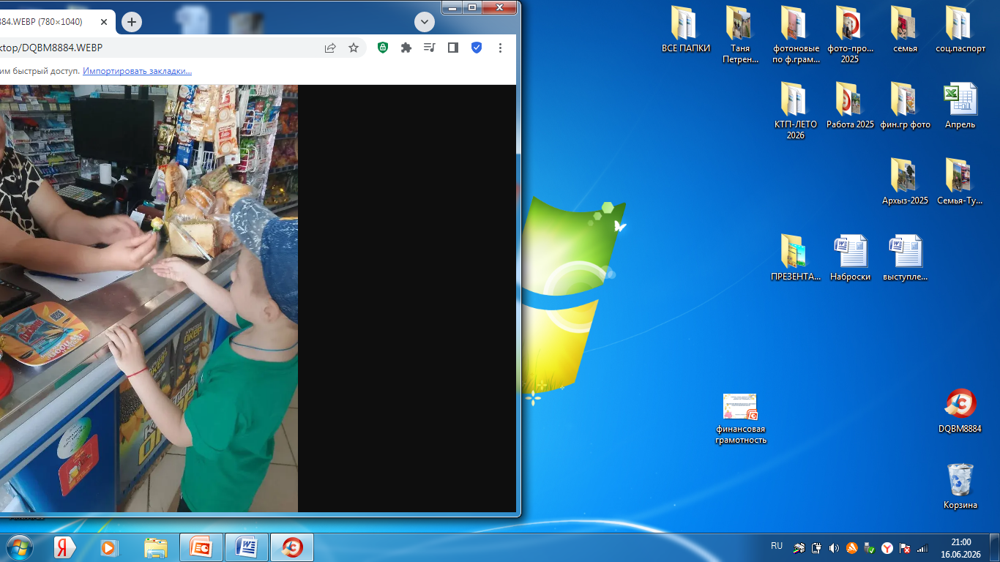 884.WEBP (780×1040)
ktop/DQBM8884.WEBP
им быстрый доступ. Импортировать закладки...
ВСЕ ПАПКИ
Таня Петрен...
фотоновые по ф.грам...
фото-про... 2025
семья
соц.паспорт
КТП-ЛЕТО 2026
Работа 2025
фин.гр фото
Апрель
Архыз-2025
Семья-Ту...
ПРЕЗЕНТА...
Наброски
выступле...
финансовая
грамотность
DQBM8884
Корзина
RU
21:00
16.06.2026